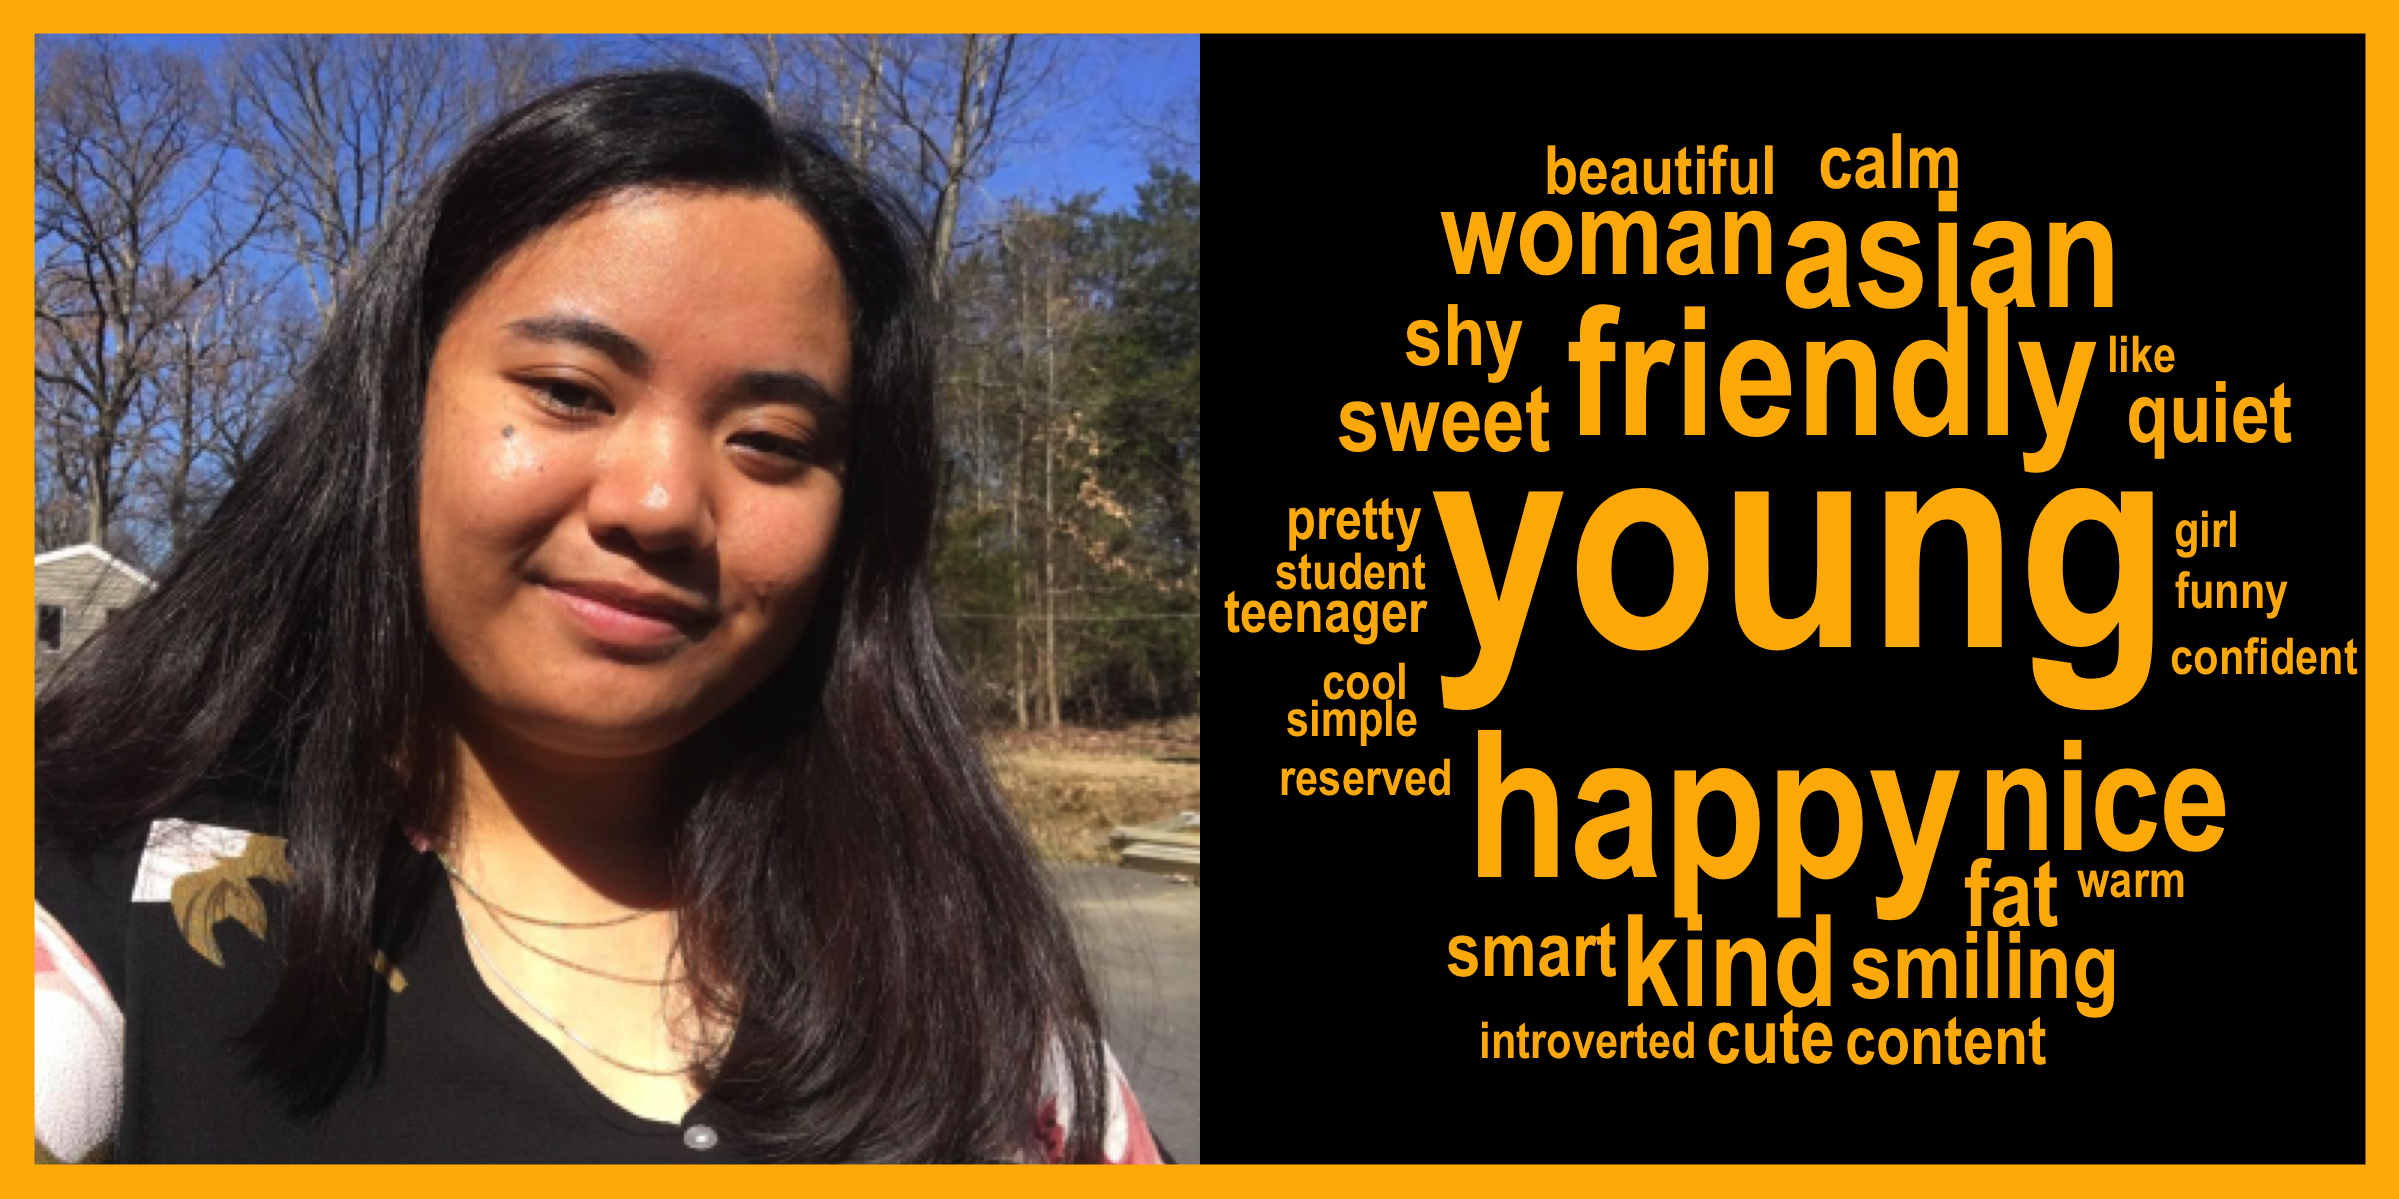 beautiful calm
woman asian
shy friendly like
sweet quiet
pretty young girl
student funny
teenager confident
cool
simple
reserved happy nice
fat warm
smart kind smiling
introverted cute content